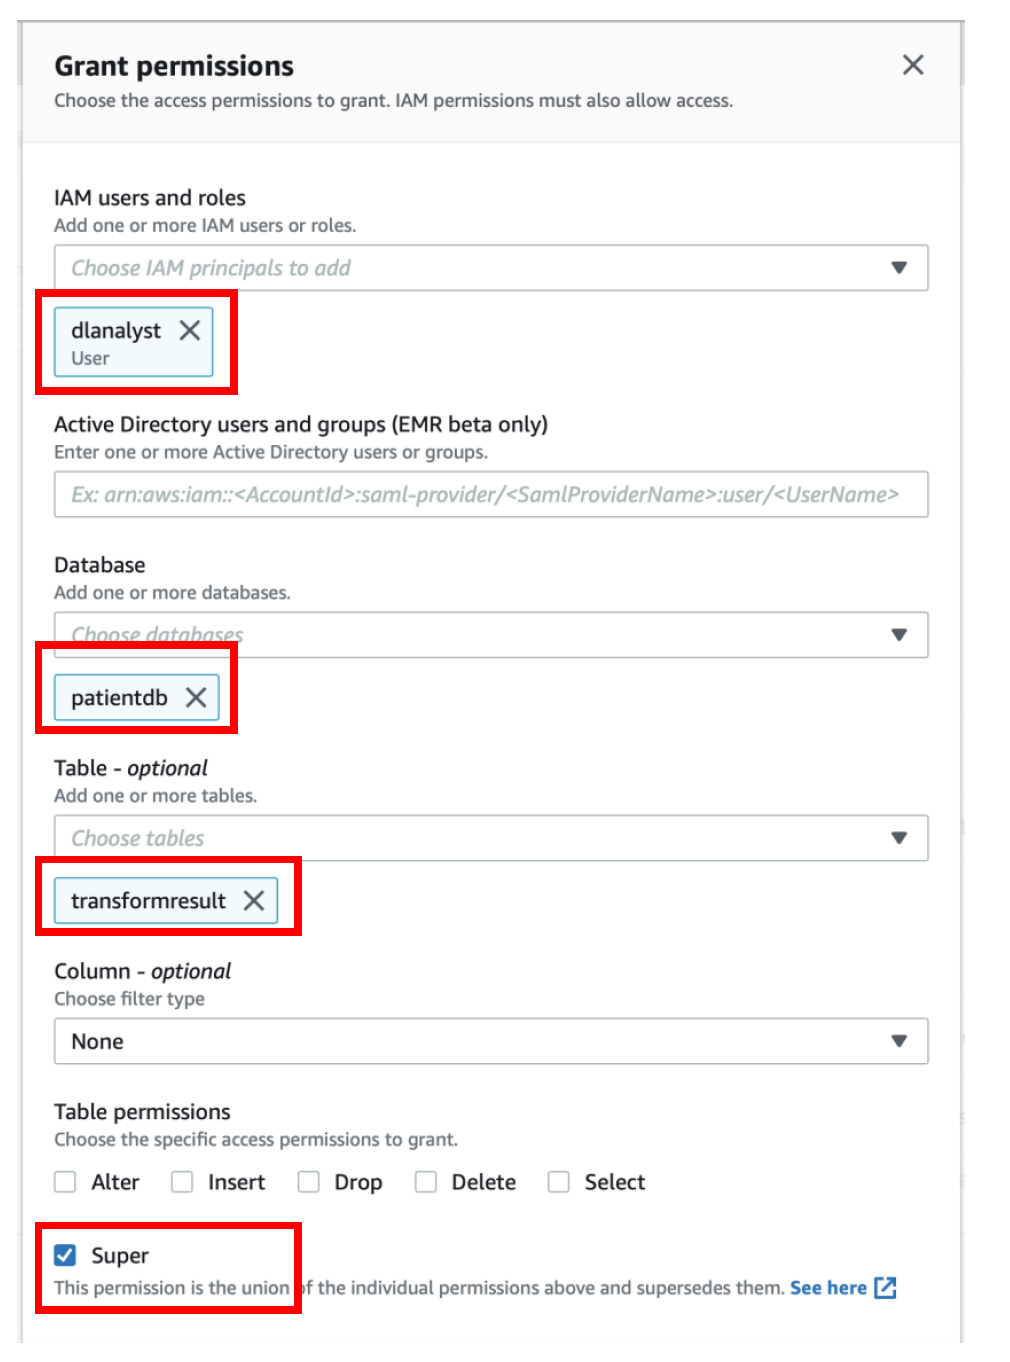 Grant permissions
Choose the access permissions to grant. IAM permissions must also allow access.
IAM users and roles
Add one or more IAM users or roles.
Choose IAM principals to add
dlanalyst
User
Active Directory users and groups (EMR beta only)
Enter one or more Active Directory users or groups.
Ex: arn:aws:iam::<AccountId>:saml-provider/<SamlProviderName>:user/<UserName>
Database
Add one or more databases.
Choose databases
patientdb
Table - optional
Add one or more tables.
Choose tables
transformresult
Column - optional
Choose filter type
None
Table permissions
Choose the specific access permissions to grant.
Alter Insert Drop Delete Select
Super
This permission is the union of the individual permissions above and supersedes them. See here